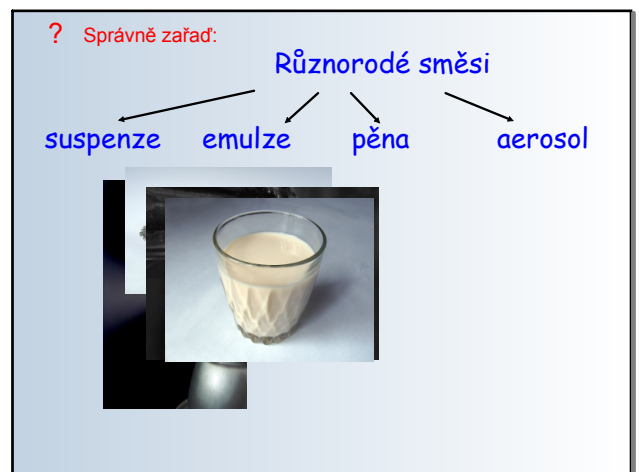 ? Správně zařaď:
Různorodé směsi
suspenze emulze pěna aerosol